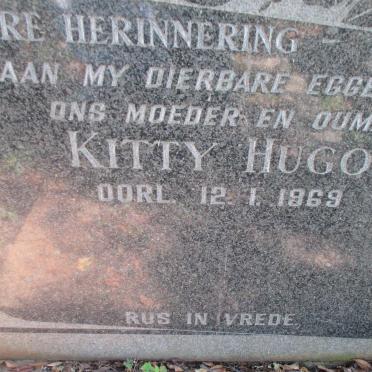 RE HERINNERING
AAN MY DIERBARE EGGE
ONS MOEDER EN OUM
KITTY HUGO
OORL. 12. 1. 1969
RUS IN VREDE